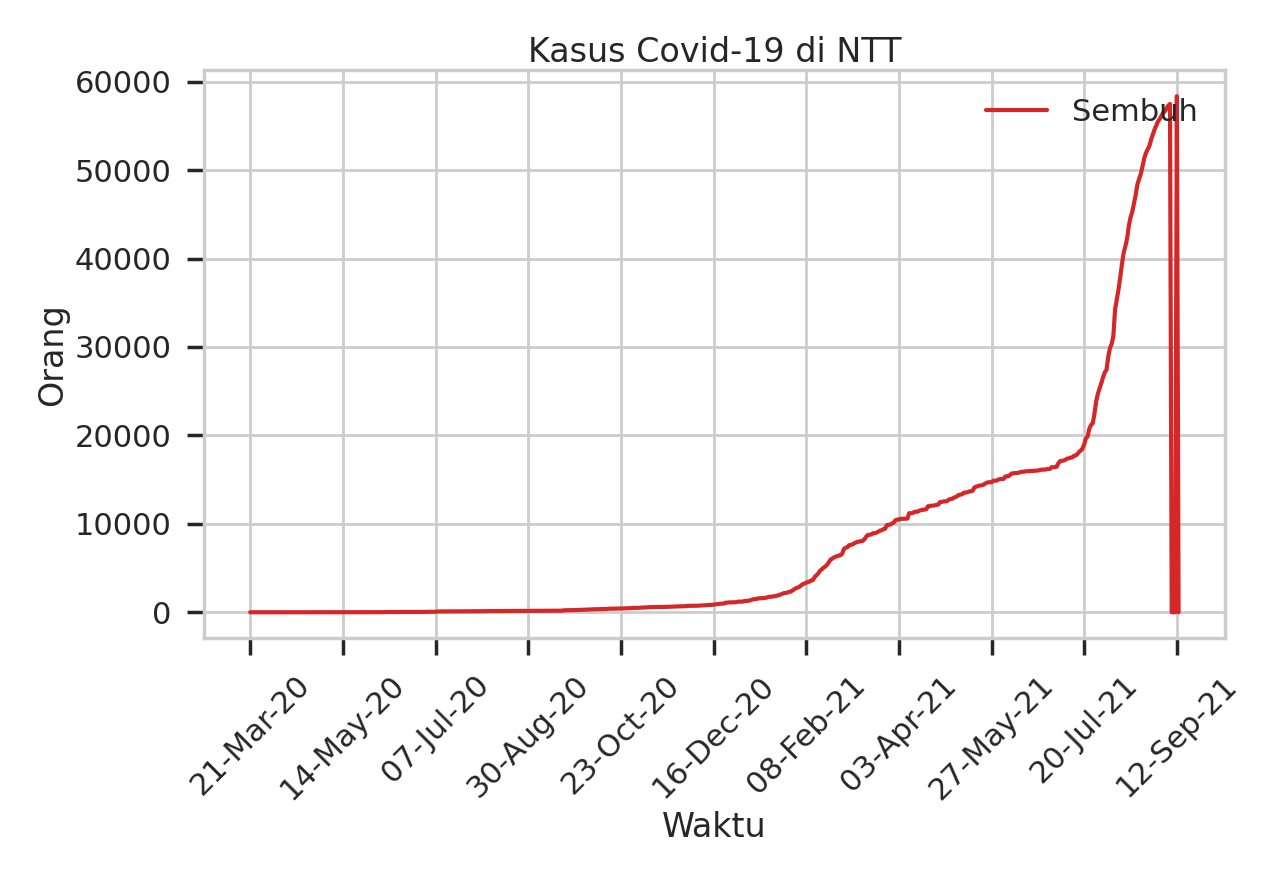 Kasus Covid-19 di NTT
Sembuh
60000
50000
40000
30000
20000
10000
0
Orang
21-Mar-20
14-May-20
07-Jul-20
30-Aug-20
23-Oct-20
16-Dec-20
08-Feb-21
03-Apr-21
27-May-21
20-Jul-21
12-Sep-21
Waktu